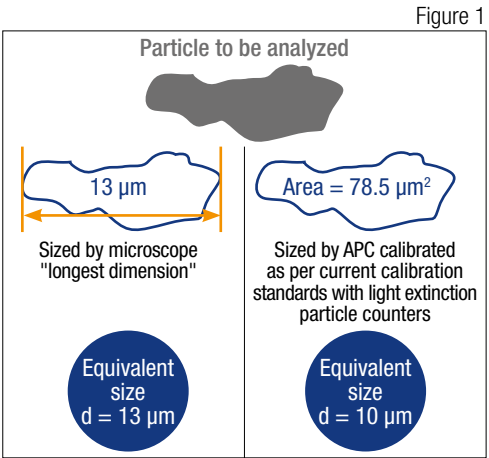 Figure 1
Particle to be analyzed
13 µm
Sized by microscope
"longest dimension"
Equivalent
size
d = 13 µm
Area = 78.5 µm²
Sized by APC calibrated
as per current calibration
standards with light extinction
particle counters
Equivalent
size
d = 10 µm